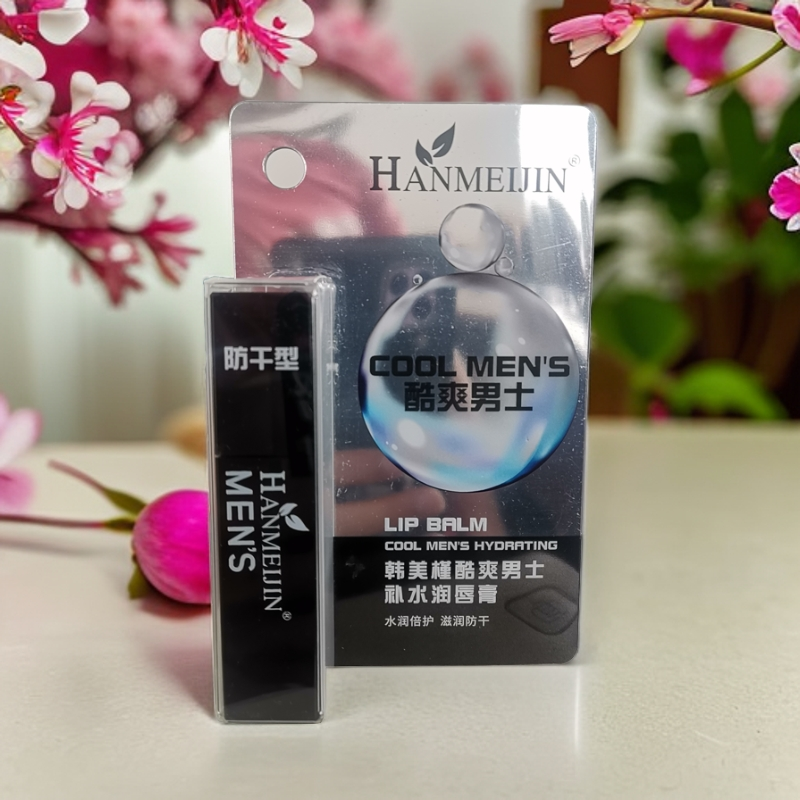 HANMEIJIN®
COOL MEN'S
酷爽男士
LIP BALM
COOL MEN'S HYDRATING
韩美槿酷爽男士
补水润唇膏
水润倍护 滋润防干
防干型
HANMEIJIN®
MEN'S